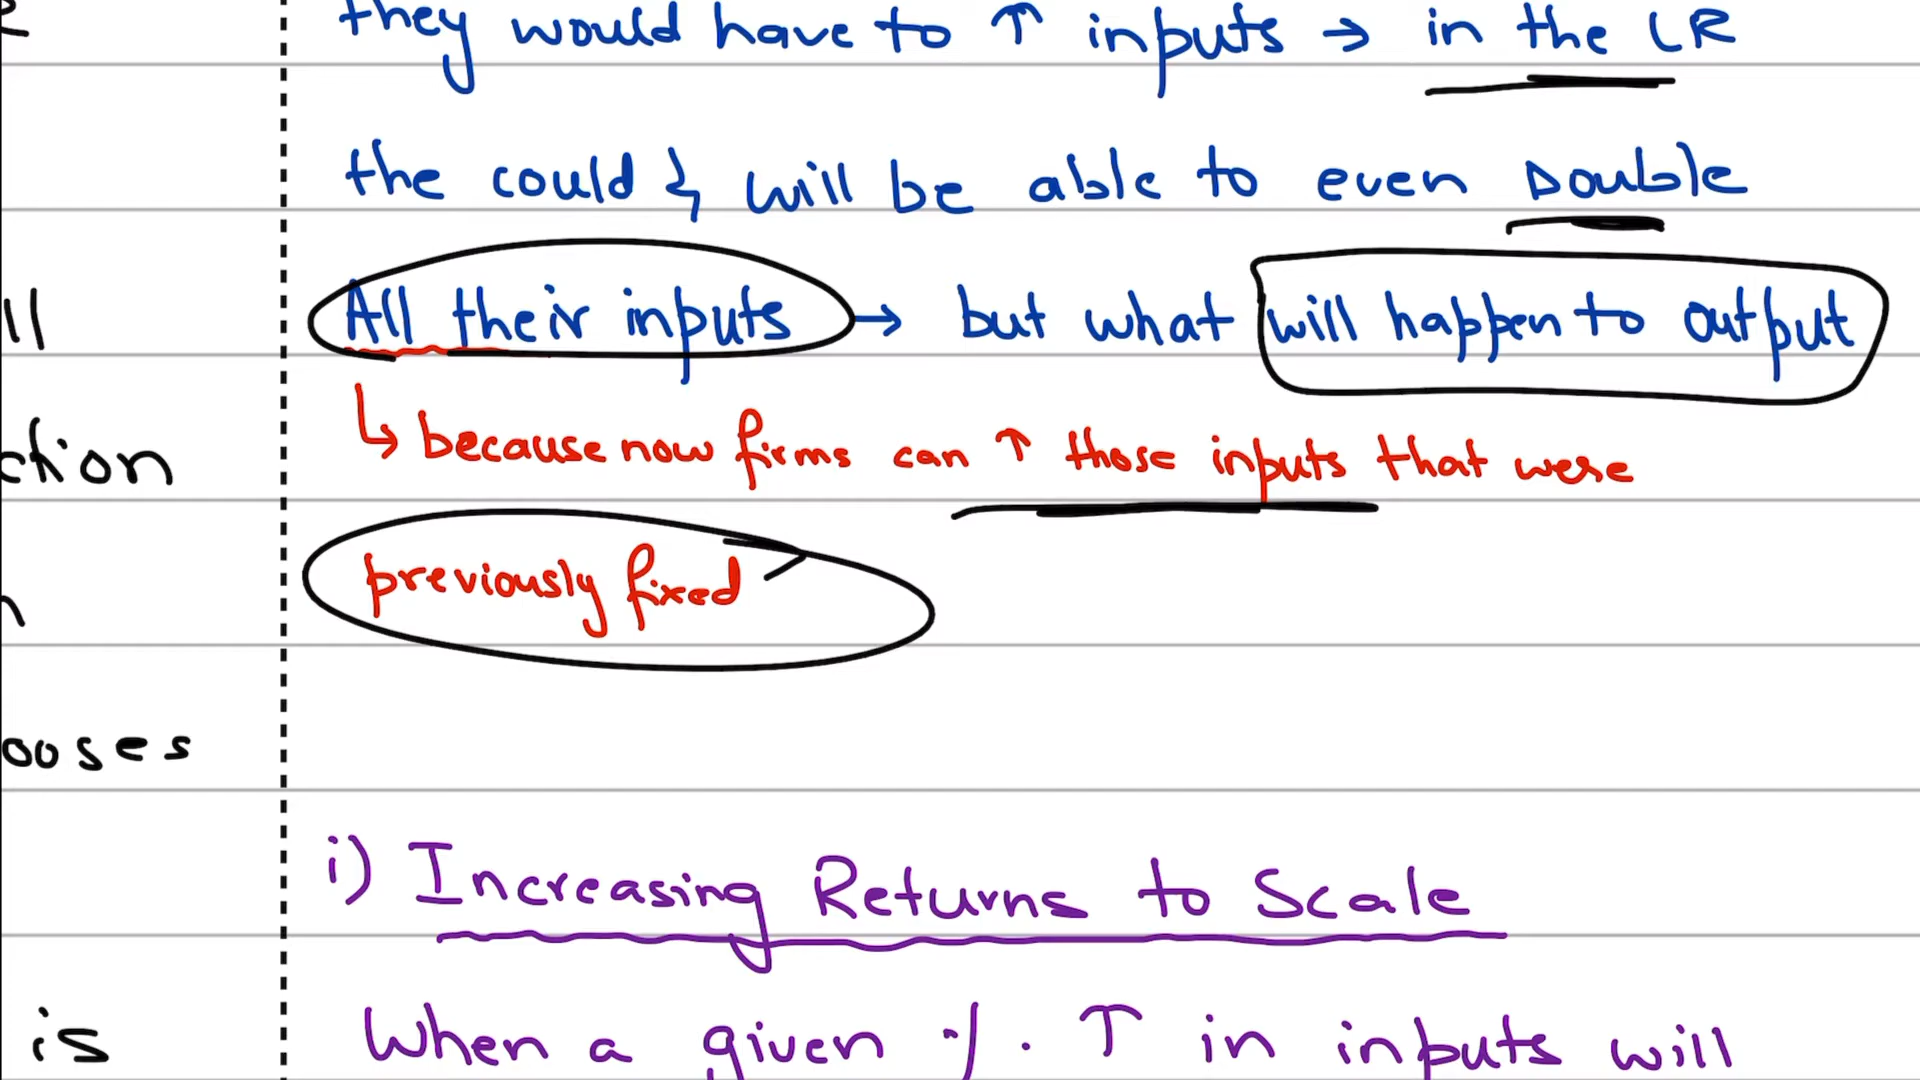 they would have to ↑ inputs → in the LR
the could & will be able to even Double
ll All their inputs → but what will happen to output
ction ↳ because now firms can ↑ those inputs that were
previously fixed
ooses
i) Increasing Returns to Scale
is When a given %. ↑ in inputs will